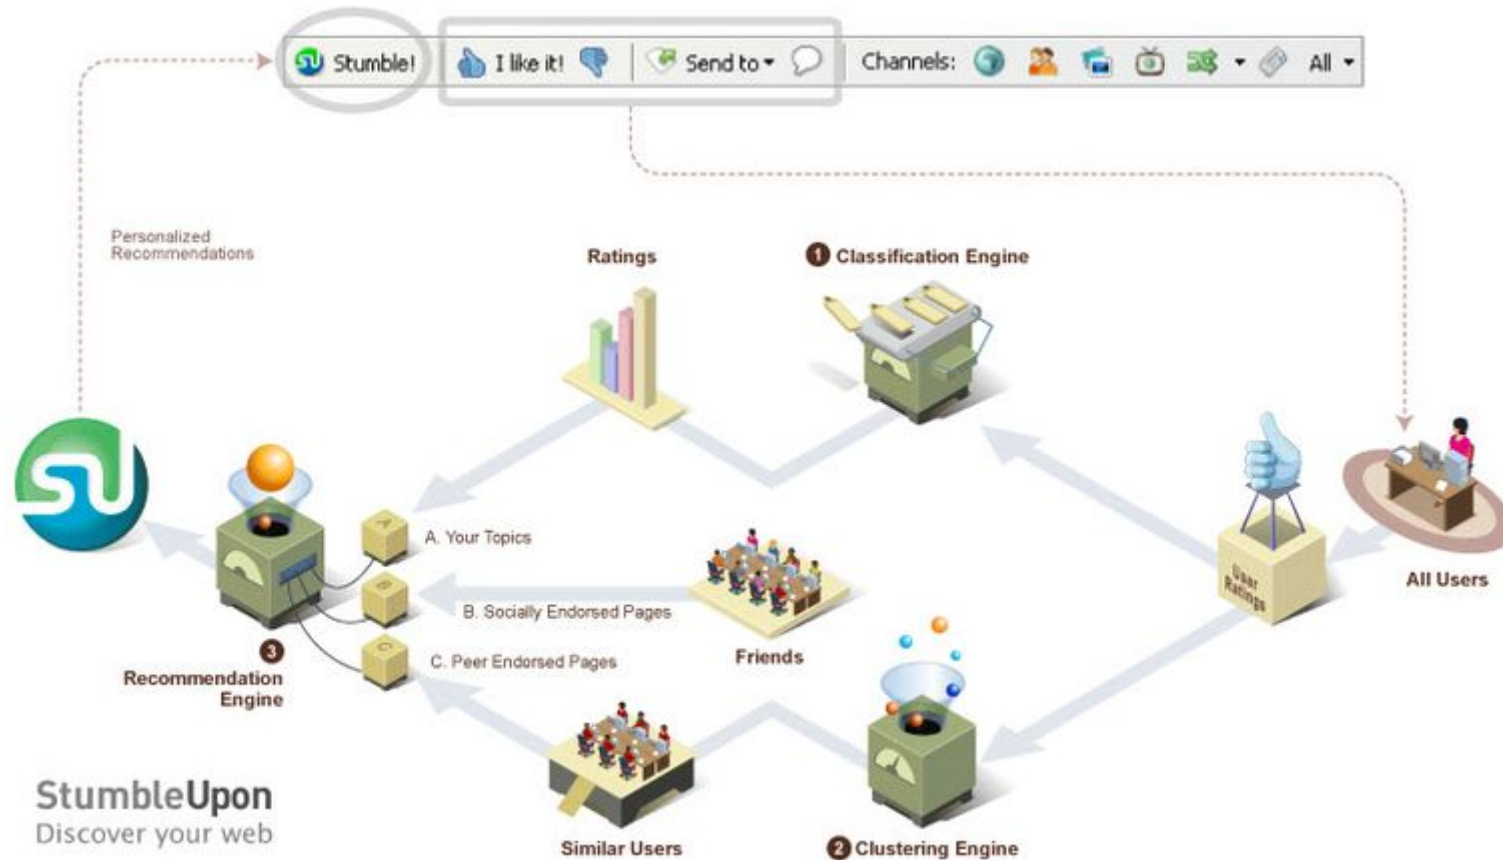 Stumble! I like it! Send to Channels: All
Personalized
Recommendations
Ratings
1 Classification Engine
SU
A
A. Your Topics
B
B. Socially Endorsed Pages
C
C. Peer Endorsed Pages
User
Ratings
All Users
Friends
3
Recommendation
Engine
StumbleUpon
Discover your web
Similar Users
2 Clustering Engine